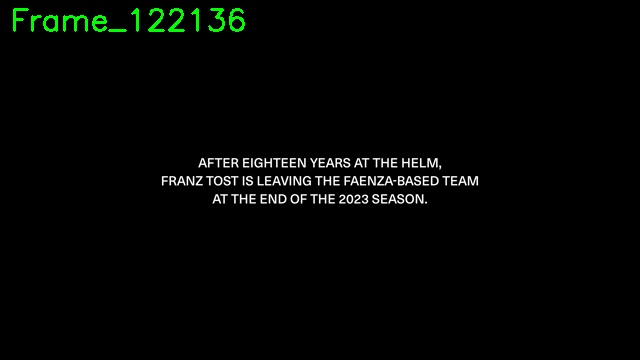 Frame_122136
AFTER EIGHTEEN YEARS AT THE HELM,
FRANZ TOST IS LEAVING THE FAENZA-BASED TEAM
AT THE END OF THE 2023 SEASON.